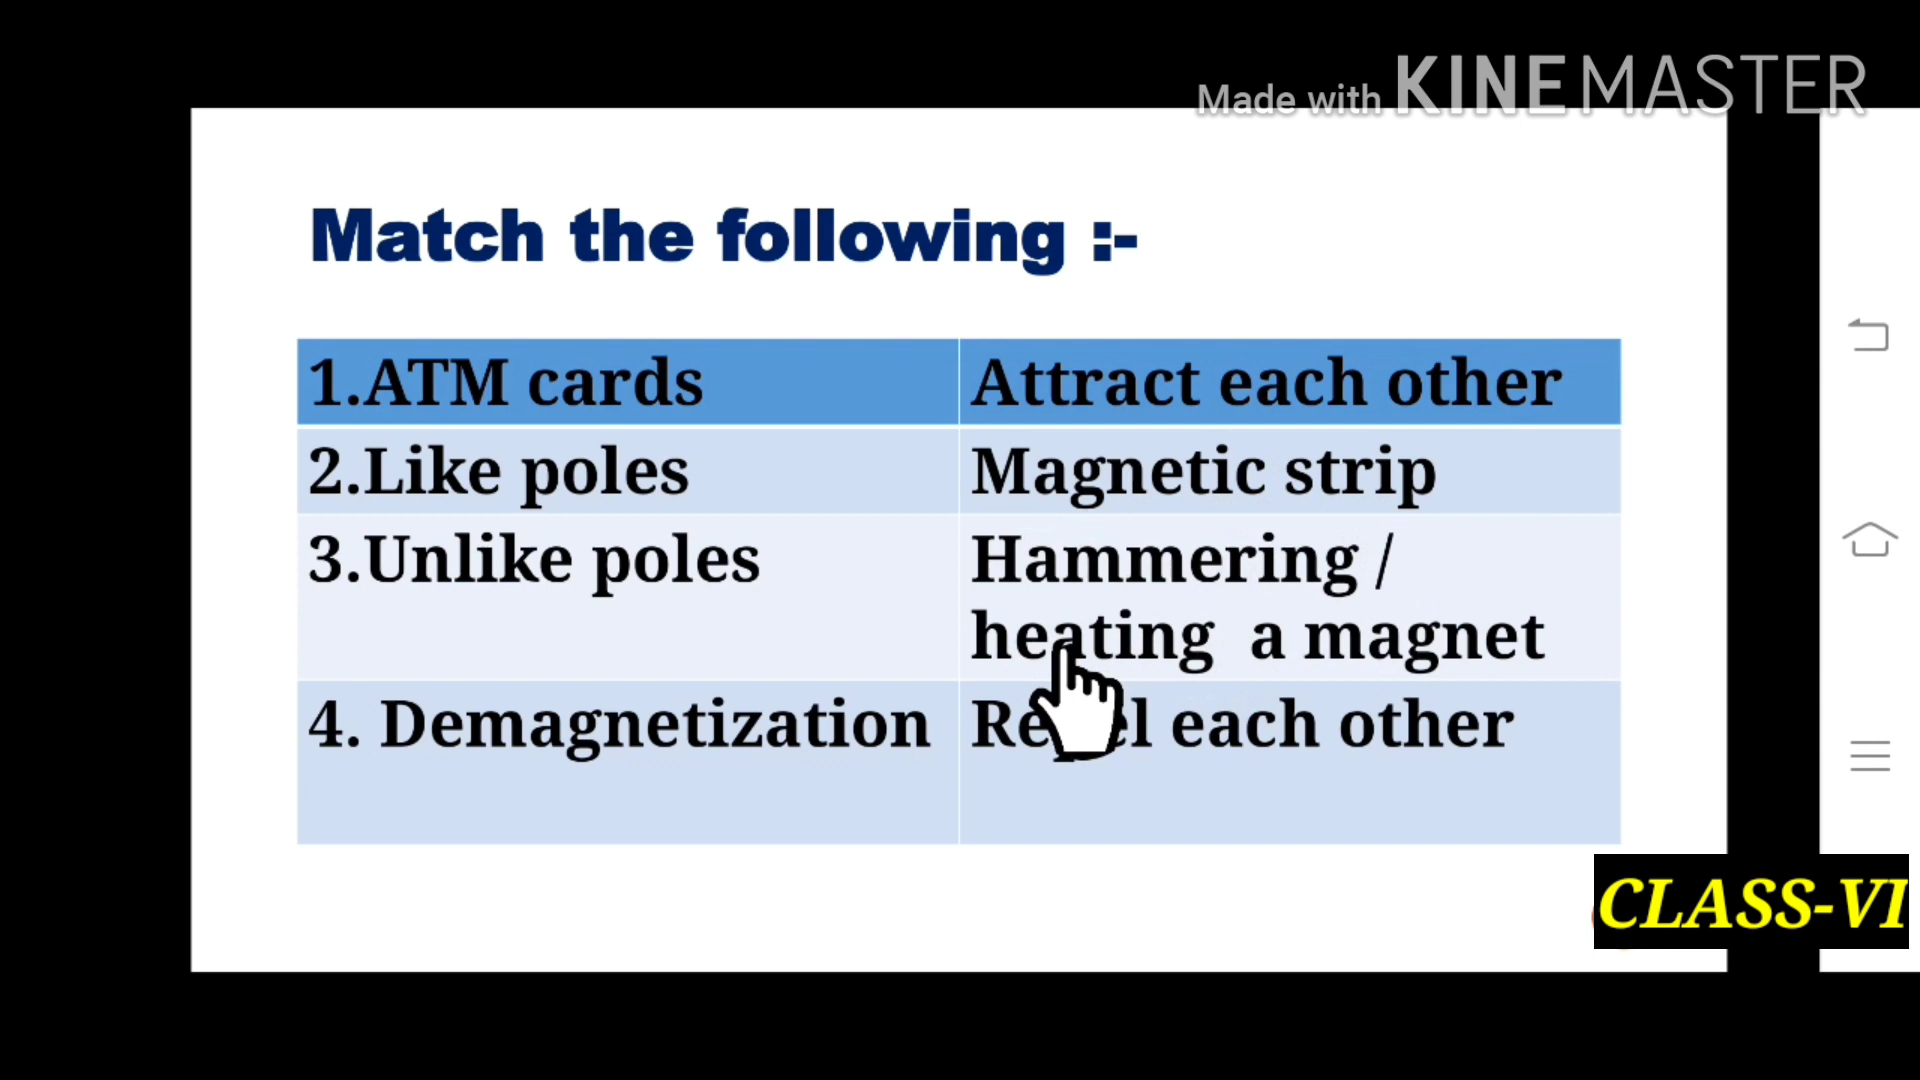 Made with KINEMASTER
Match the following :-
1.ATM cards Attract each other
2.Like poles Magnetic strip
3.Unlike poles Hammering /
heating a magnet
4. Demagnetization Repel each other
CLASS-VI